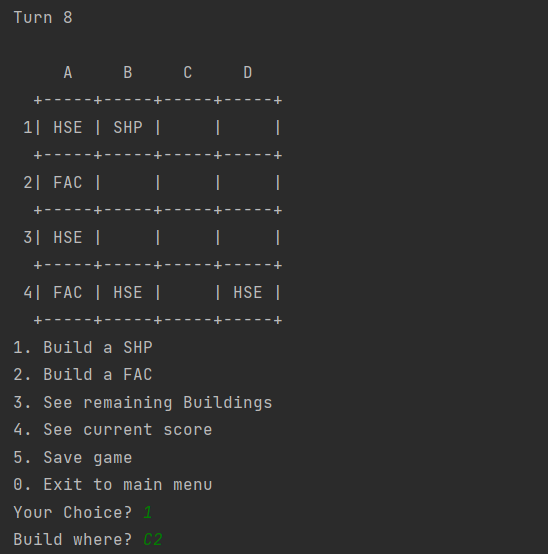 Turn 8
     A     B     C     D
  +-----+-----+-----+-----+
 1| HSE | SHP |     |     |
  +-----+-----+-----+-----+
 2| FAC |     |     |     |
  +-----+-----+-----+-----+
 3| HSE |     |     |     |
  +-----+-----+-----+-----+
 4| FAC | HSE |     | HSE |
  +-----+-----+-----+-----+
1. Build a SHP
2. Build a FAC
3. See remaining Buildings
4. See current score
5. Save game
0. Exit to main menu
Your Choice? 1
Build where? C2